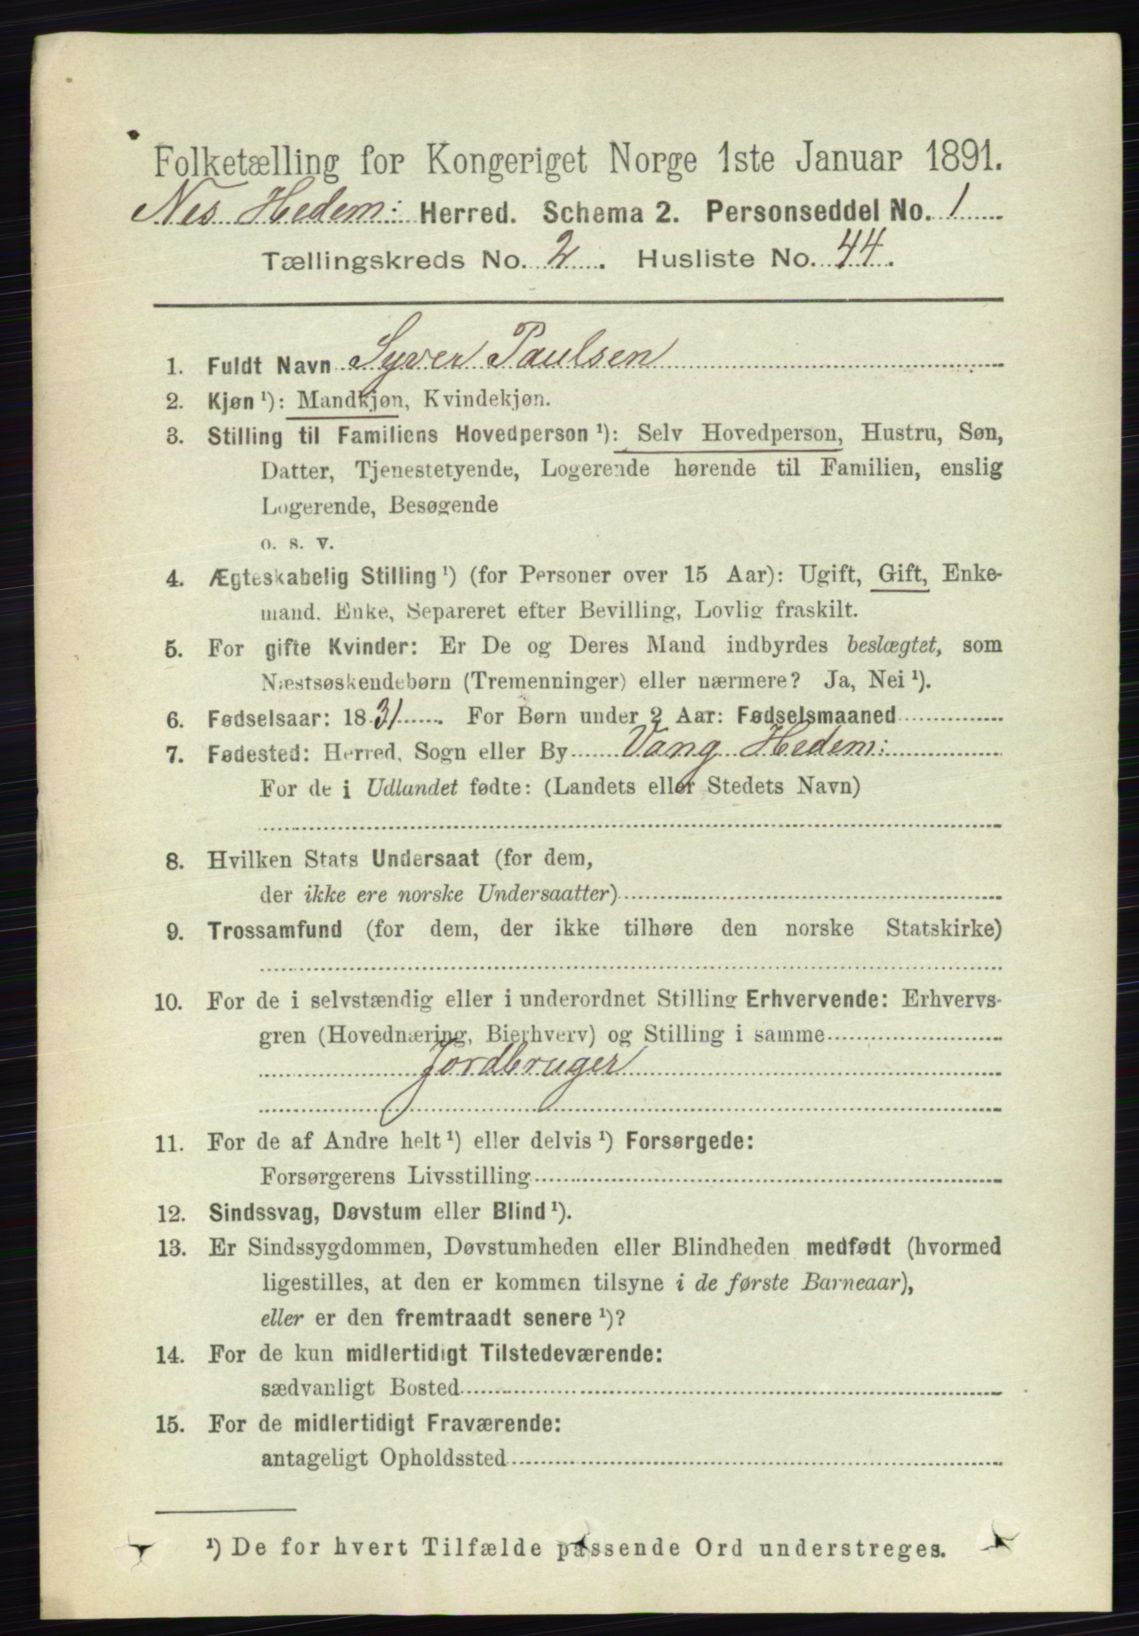 Folketælling for Kongeriget Norge 1ste Januar 1891.
Nes Hedem: Herred. Schema 2. Personseddel No. 1
Tællingskreds No. 2. Husliste No. 44.
1. Fuldt Navn Syver Paulsen
2. Kjøn ¹): Mandkjøn, Kvindekjøn.
3. Stilling til Familiens Hovedperson ¹): Selv Hovedperson, Hustru, Søn,
Datter, Tjenestetyende, Logerende hørende til Familien, enslig
Logerende, Besøgende
o. s. v.
4. Ægteskabelig Stilling ¹) (for Personer over 15 Aar): Ugift, Gift, Enke-
mand, Enke, Separeret efter Bevilling, Lovlig fraskilt.
5. For gifte Kvinder: Er De og Deres Mand indbyrdes beslægtet, som
Næstsøskendebørn (Tremenninger) eller nærmere? Ja, Nei ¹).
6. Fødselsaar: 1831. For Børn under 2 Aar: Fødselsmaaned
7. Fødested: Herred, Sogn eller By Vang Hedem:
For de i Udlandet fødte: (Landets eller Stedets Navn)
8. Hvilken Stats Undersaat (for dem,
der ikke ere norske Undersaatter)
9. Trossamfund (for dem, der ikke tilhøre den norske Statskirke)
10. For de i selvstændig eller i underordnet Stilling Erhvervende: Erhvervs-
gren (Hovednæring, Bierhverv) og Stilling i samme
Jordbruger
11. For de af Andre helt ¹) eller delvis ¹) Forsørgede:
Forsørgerens Livsstilling
12. Sindssvag, Døvstum eller Blind ¹).
13. Er Sindssygdommen, Døvstumheden eller Blindheden medfødt (hvormed
ligestilles, at den er kommen tilsyne i de første Barneaar),
eller er den fremtraadt senere ¹)?
14. For de kun midlertidigt Tilstedeværende:
sædvanligt Bosted
15. For de midlertidigt Fraværende:
antageligt Opholdssted
¹) De for hvert Tilfælde passende Ord understreges.